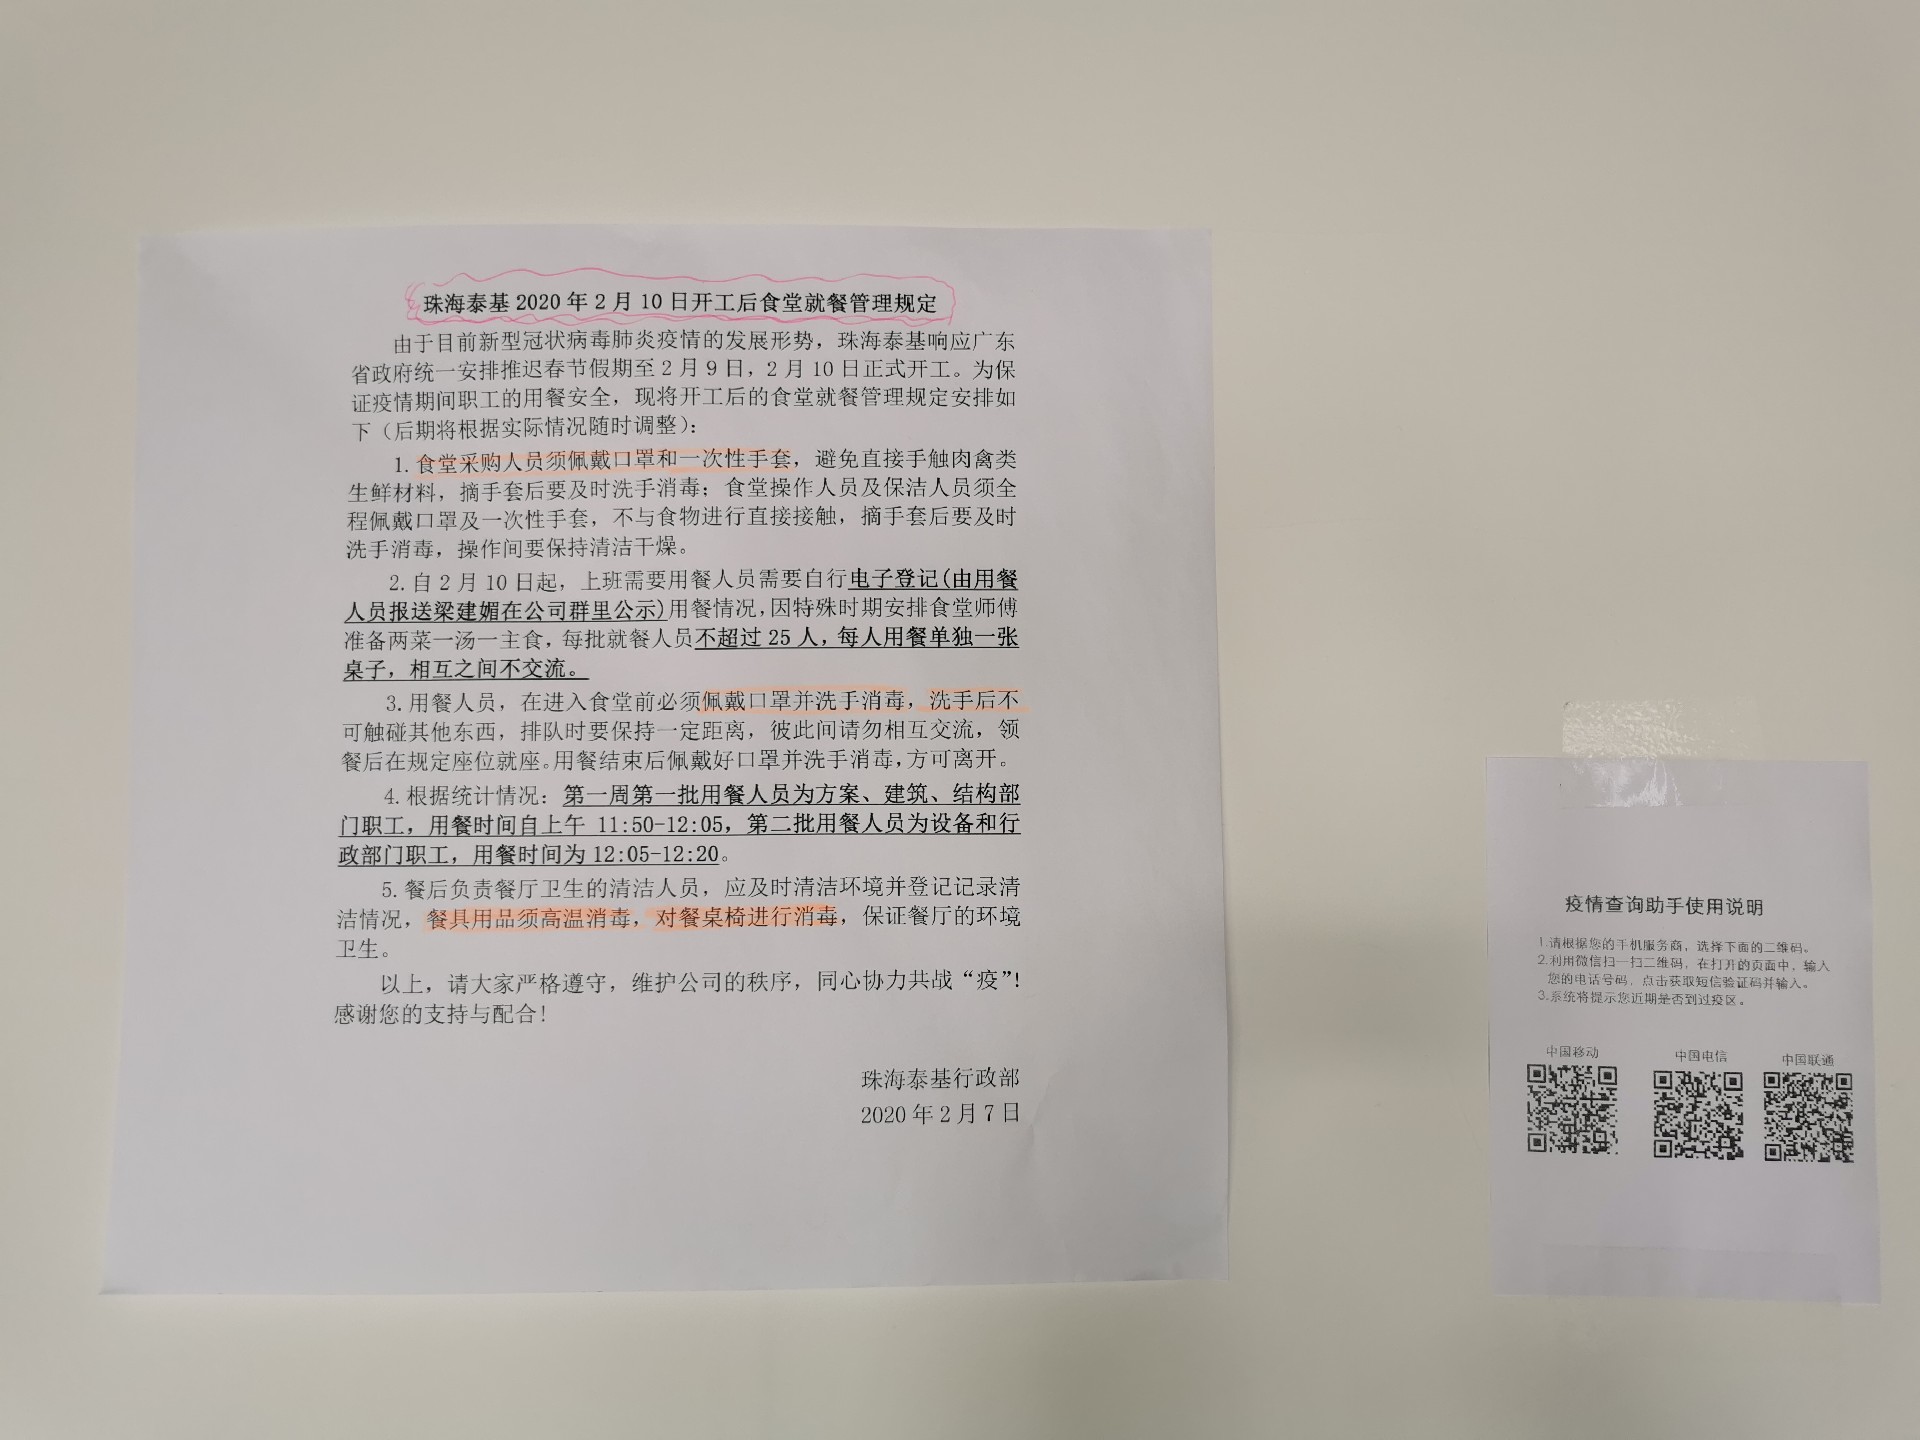 珠海泰基 2020 年 2 月 10 日开工后食堂就餐管理规定
由于目前新型冠状病毒肺炎疫情的发展形势，珠海泰基响应广东
省政府统一安排推迟春节假期至 2 月 9 日，2 月 10 日正式开工。为保
证疫情期间职工的用餐安全，现将开工后的食堂就餐管理规定安排如
下（后期将根据实际情况随时调整）：
1. 食堂采购人员须佩戴口罩和一次性手套，避免直接手触肉禽类
生鲜材料，摘手套后要及时洗手消毒；食堂操作人员及保洁人员须全
程佩戴口罩及一次性手套，不与食物进行直接接触，摘手套后要及时
洗手消毒，操作间要保持清洁干燥。
2. 自 2 月 10 日起，上班需要用餐人员需要自行电子登记(由用餐
人员报送梁建媚在公司群里公示)用餐情况，因特殊时期安排食堂师傅
准备两菜一汤一主食，每批就餐人员不超过 25 人，每人用餐单独一张
桌子，相互之间不交流。
3. 用餐人员，在进入食堂前必须佩戴口罩并洗手消毒，洗手后不
可触碰其他东西，排队时要保持一定距离，彼此间请勿相互交流，领
餐后在规定座位就座。用餐结束后佩戴好口罩并洗手消毒，方可离开。
4. 根据统计情况：第一周第一批用餐人员为方案、建筑、结构部
门职工，用餐时间自上午 11:50-12:05，第二批用餐人员为设备和行
政部门职工，用餐时间为 12:05-12:20。
5. 餐后负责餐厅卫生的清洁人员，应及时清洁环境并登记记录清
洁情况，餐具用品须高温消毒，对餐桌椅进行消毒，保证餐厅的环境
卫生。
以上，请大家严格遵守，维护公司的秩序，同心协力共战“疫”！
感谢您的支持与配合！
珠海泰基行政部
2020 年 2 月 7 日
疫情查询助手使用说明
1.请根据您的手机服务商，选择下面的二维码。
2.利用微信扫一扫二维码，在打开的页面中，输入
您的电话号码，点击获取短信验证码并输入。
3.系统将提示您近期是否到过疫区。
中国移动 中国电信 中国联通